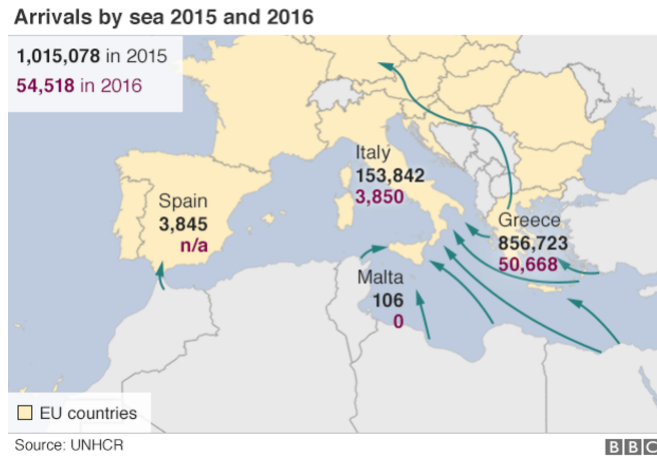 Arrivals by sea 2015 and 2016
1,015,078 in 2015
54,518 in 2016
Italy
153,842
3,850
Spain
3,845
n/a
Greece
856,723
50,668
Malta
106
0
EU countries
Source: UNHCR
BBC